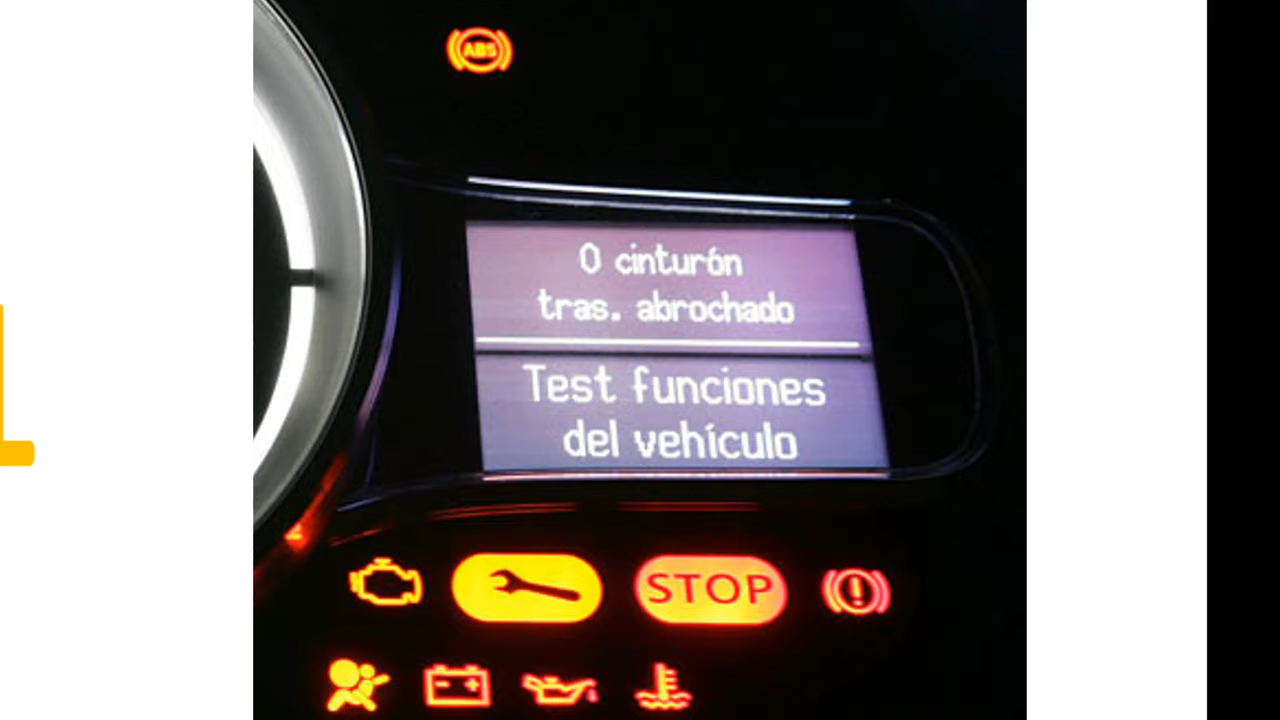 ABS
0 cinturón
tras. abrochado
Test funciones
del vehículo
STOP